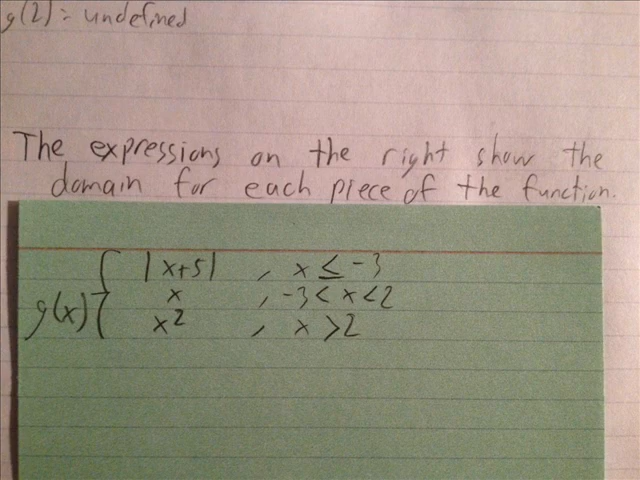 g(2) = undefined
The expressions on the right show the
domain for each piece of the function.
|x+5| , x ≤ -3
g(x) { x , -3 < x < 2
x² , x > 2